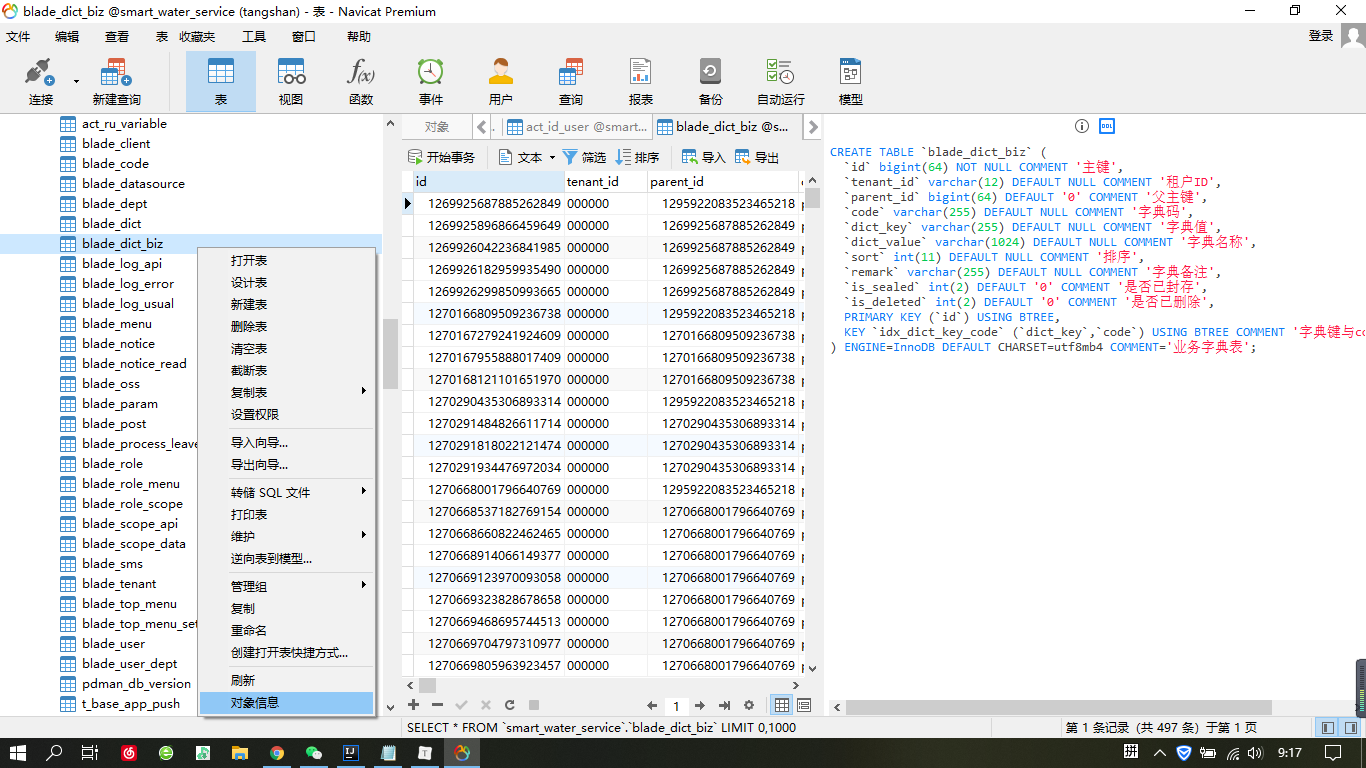 blade_dict_biz @smart_water_service (tangshan) - 表 - Navicat Premium
文件 编辑 查看 表 收藏夹 工具 窗口 帮助 登录
连接 新建查询 表 视图 函数 事件 用户 查询 报表 备份 自动运行 模型
f(x)
act_ru_variable
blade_client
blade_code
blade_datasource
blade_dept
blade_dict
blade_dict_biz
blade_log_api
blade_log_error
blade_log_usual
blade_menu
blade_notice
blade_notice_read
blade_oss
blade_param
blade_post
blade_process_leave
blade_role
blade_role_menu
blade_role_scope
blade_scope_api
blade_scope_data
blade_sms
blade_tenant
blade_top_menu
blade_top_menu_set
blade_user
blade_user_dept
pdman_db_version
t_base_app_push
打开表
设计表
新建表
删除表
清空表
截断表
复制表
设置权限
导入向导...
导出向导...
转储 SQL 文件
打印表
维护
逆向表到模型...
管理组
复制
重命名
创建打开表快捷方式...
刷新
对象信息
对象 act_id_user @smart... blade_dict_biz @s...
开始事务 文本 筛选 排序 导入 导出
id tenant_id parent_id
1269925687885262849 000000 1295922083523465218
1269925896866459649 000000 1269925687885262849
1269926042236841985 000000 1269925687885262849
1269926182959935490 000000 1269925687885262849
1269926292850993665 000000 1269925687885262849
1270166809509236738 000000 1295922083523465218
1270167279241924609 000000 1270166809509236738
1270167955888017409 000000 1270166809509236738
1270168121101651970 000000 1270166809509236738
1270290435306893314 000000 1295922083523465218
1270291484826611714 000000 1270290435306893314
1270291818022121474 000000 1270290435306893314
1270291934476972034 000000 1270290435306893314
1270668001796640769 000000 1295922083523465218
1270668537182769154 000000 1270668001796640769
1270668660822462465 000000 1270668001796640769
1270668914066149377 000000 1270668001796640769
1270669123970093058 000000 1270668001796640769
1270669323828678658 000000 1270668001796640769
1270669468695744513 000000 1270668001796640769
1270669704797310977 000000 1270668001796640769
1270669805963923457 000000 1270668001796640769
1
DDL
CREATE TABLE `blade_dict_biz` (
`id` bigint(64) NOT NULL COMMENT '主键',
`tenant_id` varchar(12) DEFAULT NULL COMMENT '租户ID',
`parent_id` bigint(64) DEFAULT '0' COMMENT '父主键',
`code` varchar(255) DEFAULT NULL COMMENT '字典码',
`dict_key` varchar(255) DEFAULT NULL COMMENT '字典值',
`dict_value` varchar(1024) DEFAULT NULL COMMENT '字典名称',
`sort` int(11) DEFAULT NULL COMMENT '排序',
`remark` varchar(255) DEFAULT NULL COMMENT '字典备注',
`is_sealed` int(2) DEFAULT '0' COMMENT '是否已封存',
`is_deleted` int(2) DEFAULT '0' COMMENT '是否已删除',
PRIMARY KEY (`id`) USING BTREE,
KEY `idx_dict_key_code` (`dict_key`,`code`) USING BTREE COMMENT '字典键与co
) ENGINE=InnoDB DEFAULT CHARSET=utf8mb4 COMMENT='业务字典表';
SELECT * FROM `smart_water_service`.`blade_dict_biz` LIMIT 0,1000 第 1 条记录（共 497 条）于第 1 页
拼 9:17